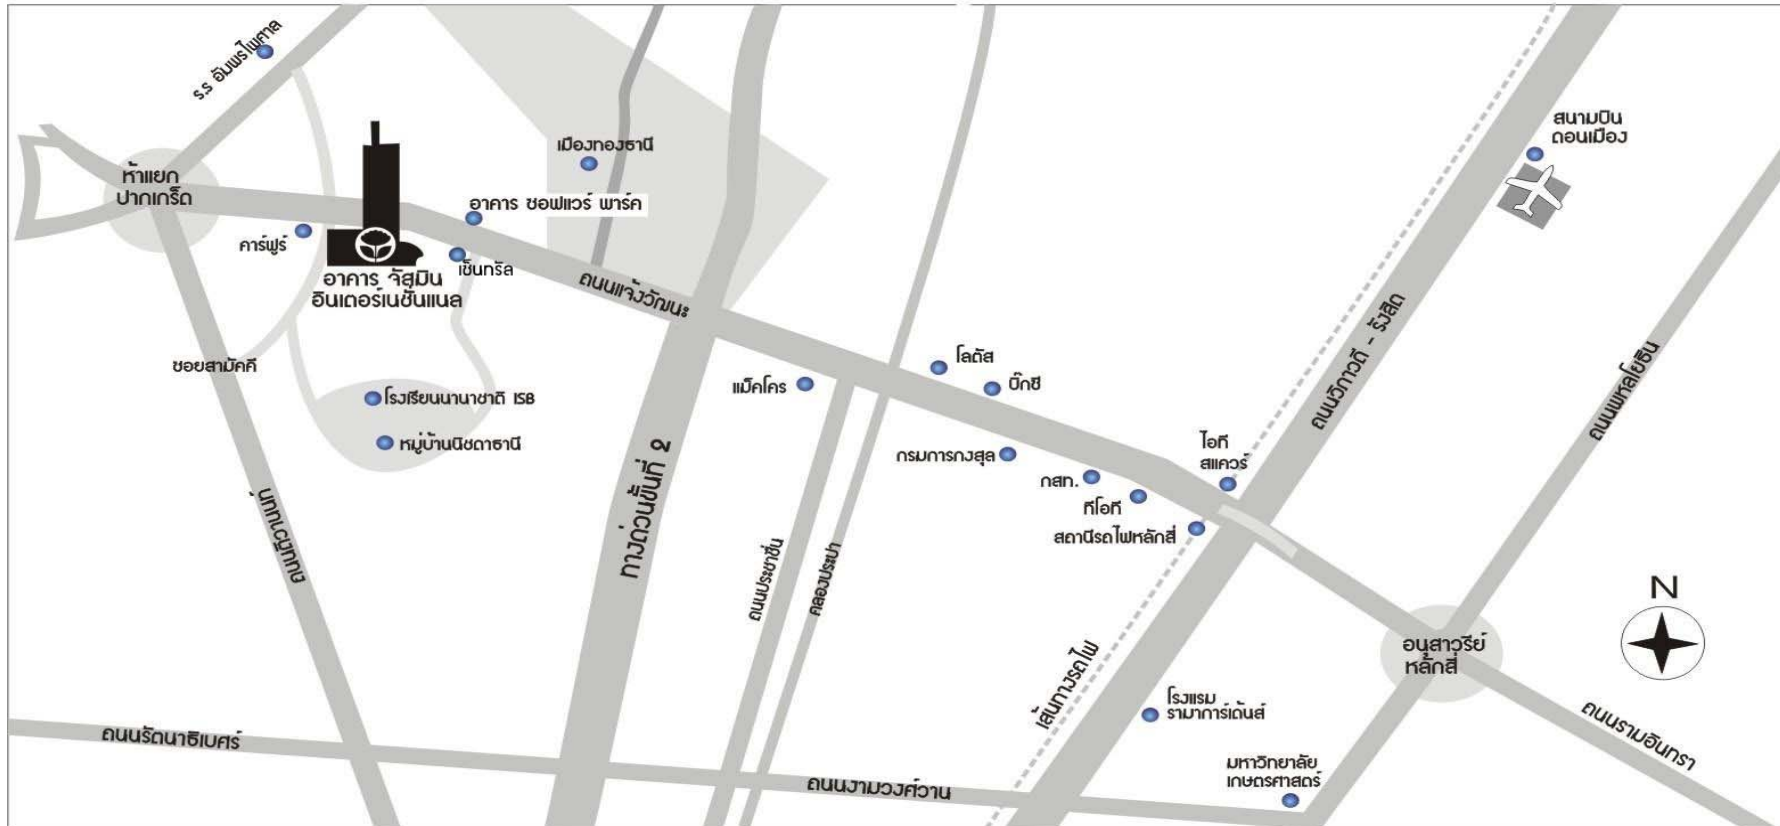 ร.ร อัมพรไพศาล
สนามบิน
ดอนเมือง
เมืองทองธานี
ห้าแยก
ปากเกร็ด
อาคาร ซอฟแวร์ พาร์ค
คาร์ฟูร์
เซ็นทรัล
อาคาร จัสมิน
อินเตอร์เนชั่นแนล
ถนนแจ้งวัฒนะ
ถนนวิภาวดี - รังสิต
ซอยสามัคคี
โลตัส
แม็คโคร
บิ๊กซี
โรงเรียนนานาชาติ ISB
ถนนพหลโยธิน
หมู่บ้านนิชดาธานี
ทางด่วนขั้นที่ 2
กรมการกงสุล
ไอที
สแควร์
กสท.
ทีโอที
สถานีรถไฟหลักสี่
ถนนติวานนท์
ถนนประชาชื่น
คลองประปา
N
อนุสาวรีย์
หลักสี่
เส้นทางรถไฟ
โรงแรม
รามาการ์เด้นส์
ถนนรามอินทรา
ถนนรัตนาธิเบศร์
มหาวิทยาลัย
เกษตรศาสตร์
ถนนงามวงศ์วาน